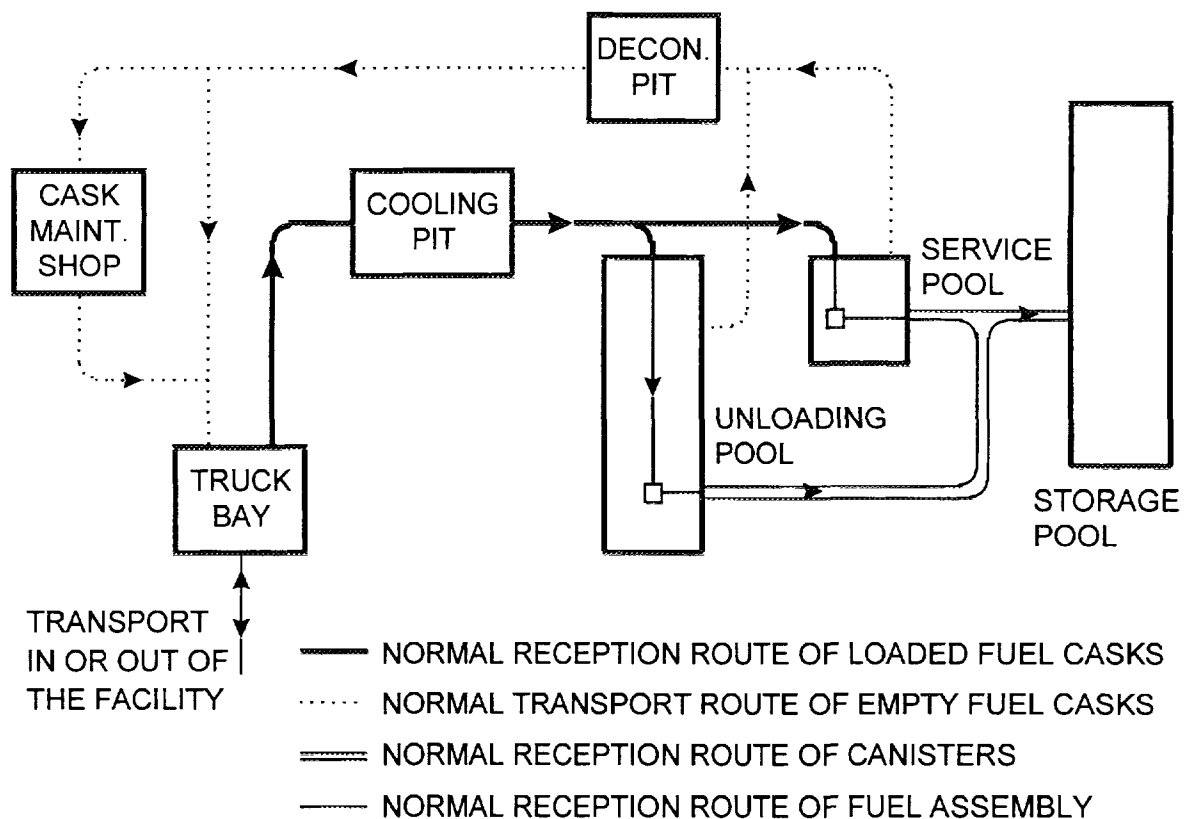 DECON.
PIT
CASK
MAINT.
SHOP
COOLING
PIT
SERVICE
POOL
UNLOADING
POOL
TRUCK
BAY
STORAGE
POOL
TRANSPORT
IN OR OUT OF
THE FACILITY
NORMAL RECEPTION ROUTE OF LOADED FUEL CASKS
NORMAL TRANSPORT ROUTE OF EMPTY FUEL CASKS
NORMAL RECEPTION ROUTE OF CANISTERS
NORMAL RECEPTION ROUTE OF FUEL ASSEMBLY